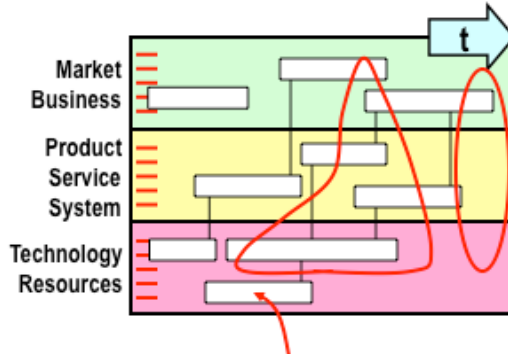 t
Market
Business
Product
Service
System
Technology
Resources